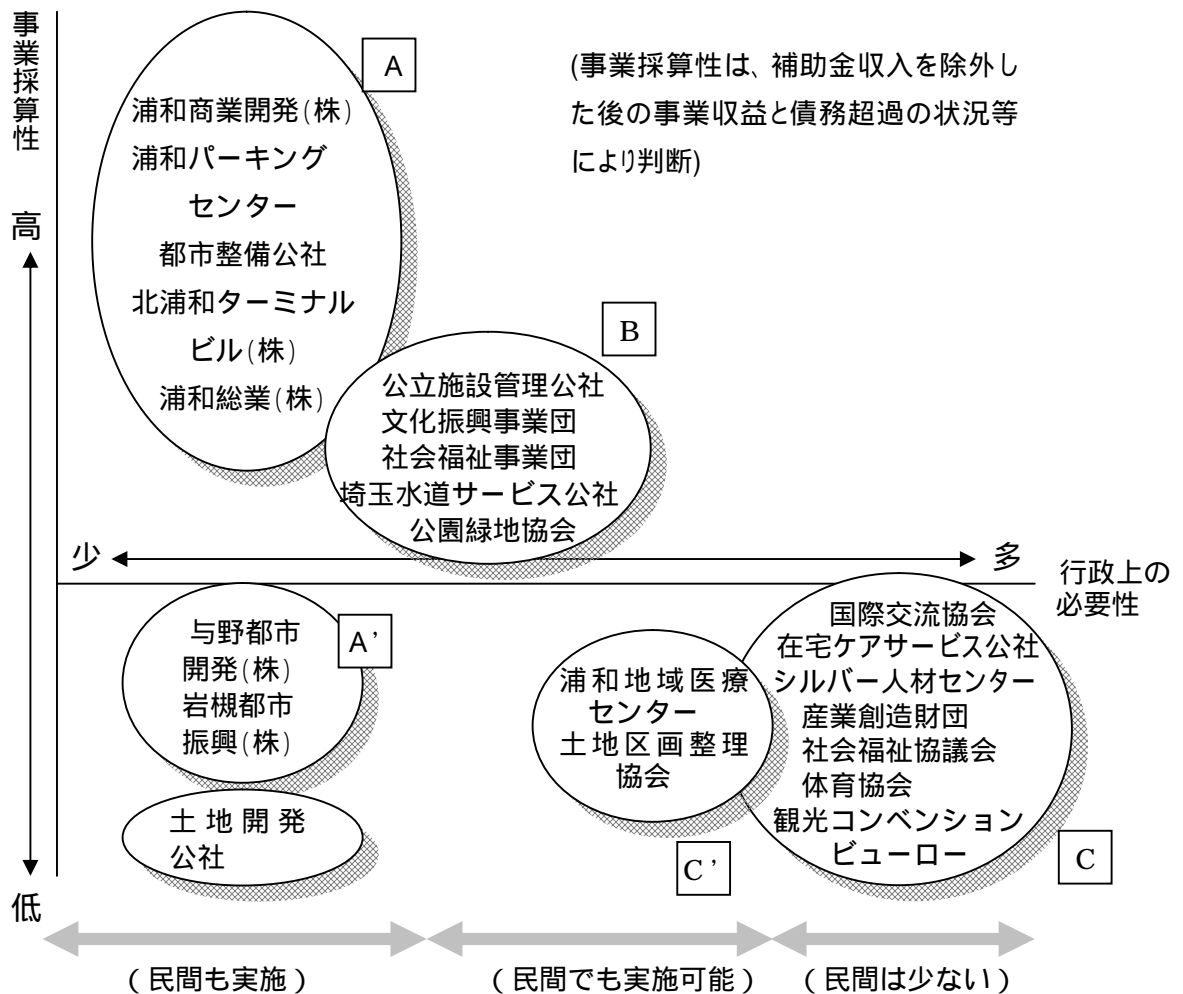 事業採算性
高
低
A
浦和商業開発(株)
浦和パーキング
センター
都市整備公社
北浦和ターミナル
ビル(株)
浦和総業(株)
(事業採算性は、補助金収入を除外し
た後の事業収益と債務超過の状況等
により判断)
B
公立施設管理公社
文化振興事業団
社会福祉事業団
埼玉水道サービス公社
公園緑地協会
少
多
行政上の
必要性
A’
与野都市
開発(株)
岩槻都市
振興(株)
土地開発
公社
浦和地域医療
センター
土地区画整理
協会
C’
国際交流協会
在宅ケアサービス公社
シルバー人材センター
産業創造財団
社会福祉協議会
体育協会
観光コンベンション
ビューロー
C
(民間も実施)
(民間でも実施可能)
(民間は少ない)